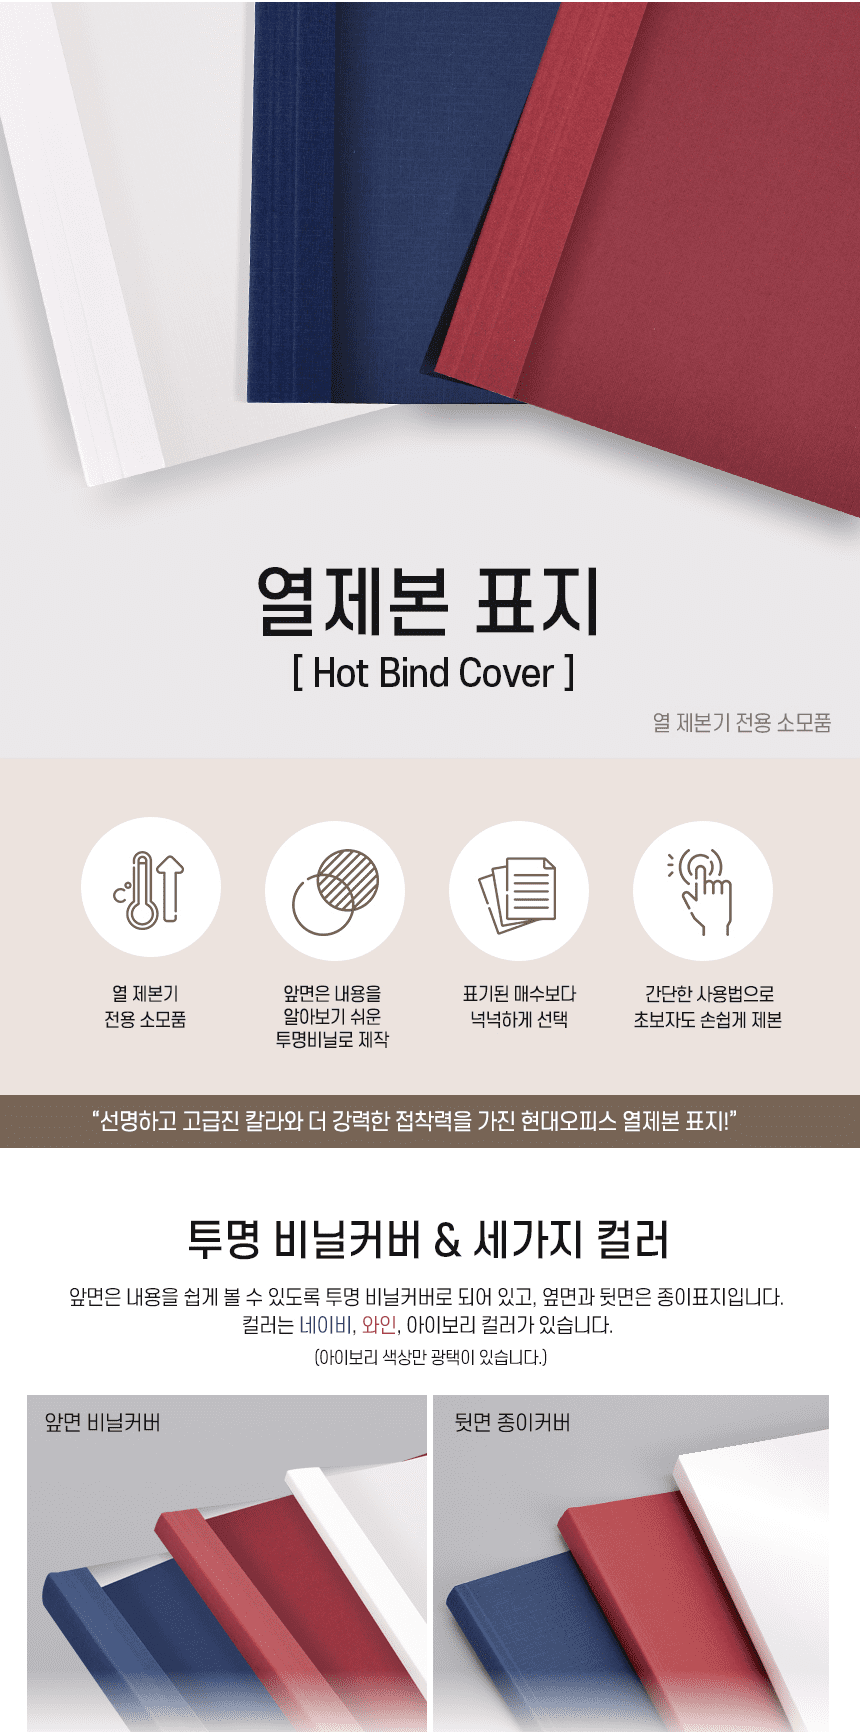 열제본 표지
[ Hot Bind Cover ]
열 제본기 전용 소모품
C°
열 제본기
전용 소모품
앞면은 내용을
알아보기 쉬운
투명비닐로 제작
표기된 매수보다
넉넉하게 선택
간단한 사용법으로
초보자도 손쉽게 제본
“선명하고 고급진 칼라와 더 강력한 접착력을 가진 현대오피스 열제본 표지!”
투명 비닐커버 & 세가지 컬러
앞면은 내용을 쉽게 볼 수 있도록 투명 비닐커버로 되어 있고, 옆면과 뒷면은 종이표지입니다.
컬러는 네이비, 와인, 아이보리 컬러가 있습니다.
(아이보리 색상만 광택이 있습니다.)
앞면 비닐커버
뒷면 종이커버